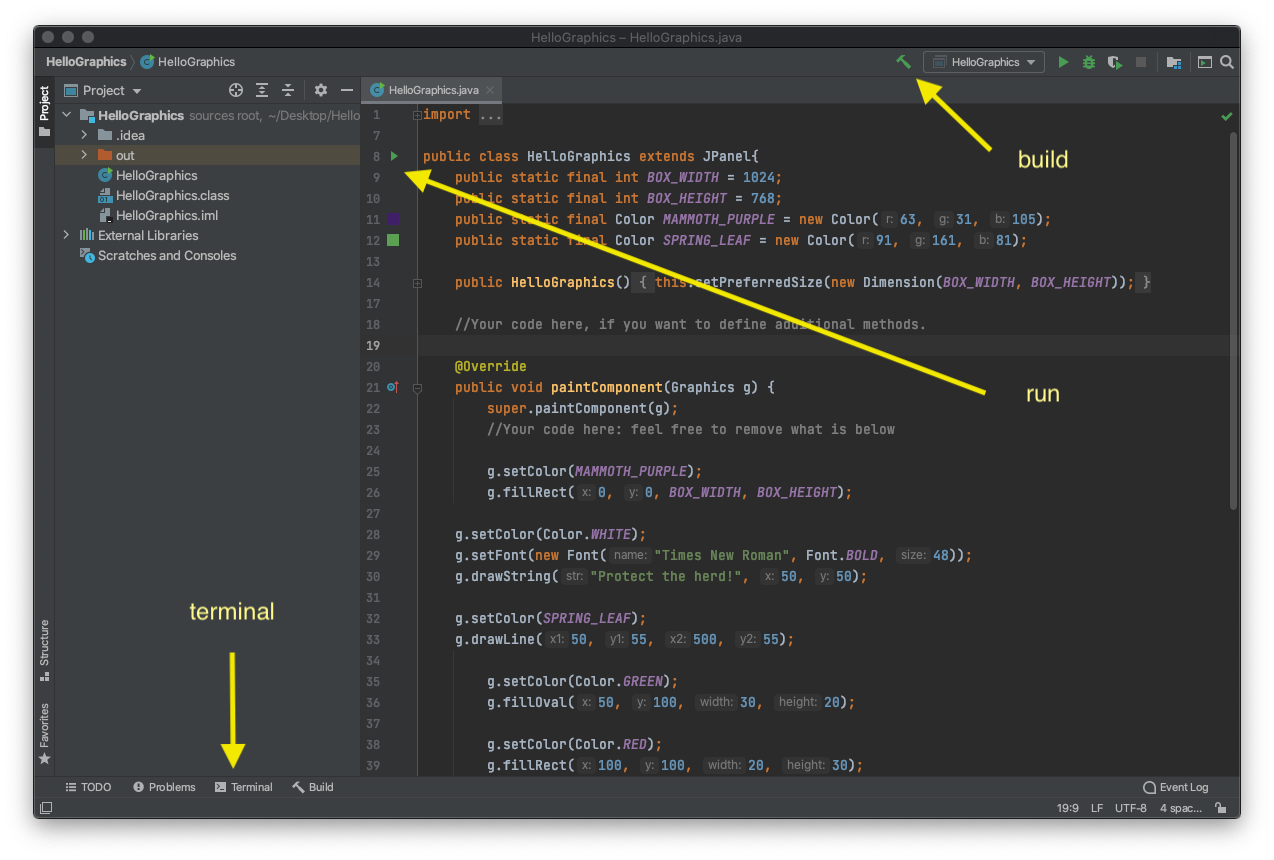 HelloGraphics – HelloGraphics.java
HelloGraphics HelloGraphics HelloGraphics
Project Project HelloGraphics.java
HelloGraphics sources root, ~/Desktop/Hello
.idea
out
HelloGraphics
HelloGraphics.class
HelloGraphics.iml
External Libraries
Scratches and Consoles
1 import ...
7
8 public class HelloGraphics extends JPanel{
9 public static final int BOX_WIDTH = 1024;
10 public static final int BOX_HEIGHT = 768;
11 public static final Color MAMMOTH_PURPLE = new Color( r: 63, g: 31, b: 105);
12 public static final Color SPRING_LEAF = new Color( r: 91, g: 161, b: 81);
13
14 public HelloGraphics() { this.setPreferredSize(new Dimension(BOX_WIDTH, BOX_HEIGHT)); }
17
18 //Your code here, if you want to define additional methods.
19
20 @Override
21 public void paintComponent(Graphics g) {
22 super.paintComponent(g);
23 //Your code here: feel free to remove what is below
24
25 g.setColor(MAMMOTH_PURPLE);
26 g.fillRect( x: 0, y: 0, BOX_WIDTH, BOX_HEIGHT);
27
28 g.setColor(Color.WHITE);
29 g.setFont(new Font( name: "Times New Roman", Font.BOLD, size: 48));
30 g.drawString( str: "Protect the herd!", x: 50, y: 50);
31
32 g.setColor(SPRING_LEAF);
33 g.drawLine( x1: 50, y1: 55, x2: 500, y2: 55);
34
35 g.setColor(Color.GREEN);
36 g.fillOval( x: 50, y: 100, width: 30, height: 20);
37
38 g.setColor(Color.RED);
39 g.fillRect( x: 100, y: 100, width: 20, height: 30);
build
run
terminal
Structure
Favorites
TODO Problems Terminal Build Event Log
19:9 LF UTF-8 4 spac...